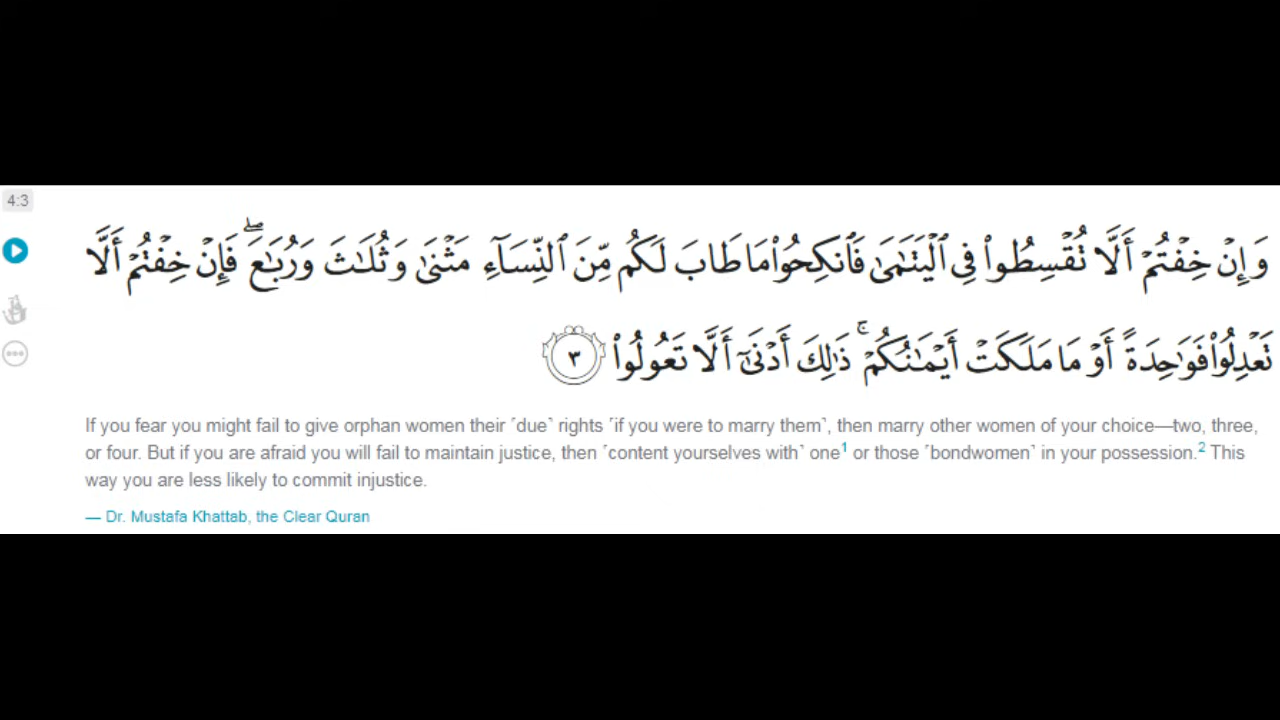 4:3
وَإِنْ خِفْتُمْ أَلَّا تُقْسِطُوا۟ فِى ٱلْيَتَـٰمَىٰ فَٱنكِحُوا۟ مَا طَابَ لَكُم مِّنَ ٱلنِّسَآءِ مَثْنَىٰ وَثُلَـٰثَ وَرُبَـٰعَ ۖ فَإِنْ خِفْتُمْ أَلَّا
تَعْدِلُوا۟ فَوَٰحِدَةً أَوْ مَا مَلَكَتْ أَيْمَـٰنُكُمْ ۚ ذَٰلِكَ أَدْنَىٰٓ أَلَّا تَعُولُوا۟ ٣
If you fear you might fail to give orphan women their ˹due˺ rights ˹if you were to marry them˺, then marry other women of your choice—two, three,
or four. But if you are afraid you will fail to maintain justice, then ˹content yourselves with˺ one1 or those ˹bondwomen˺ in your possession.2 This
way you are less likely to commit injustice.
— Dr. Mustafa Khattab, the Clear Quran